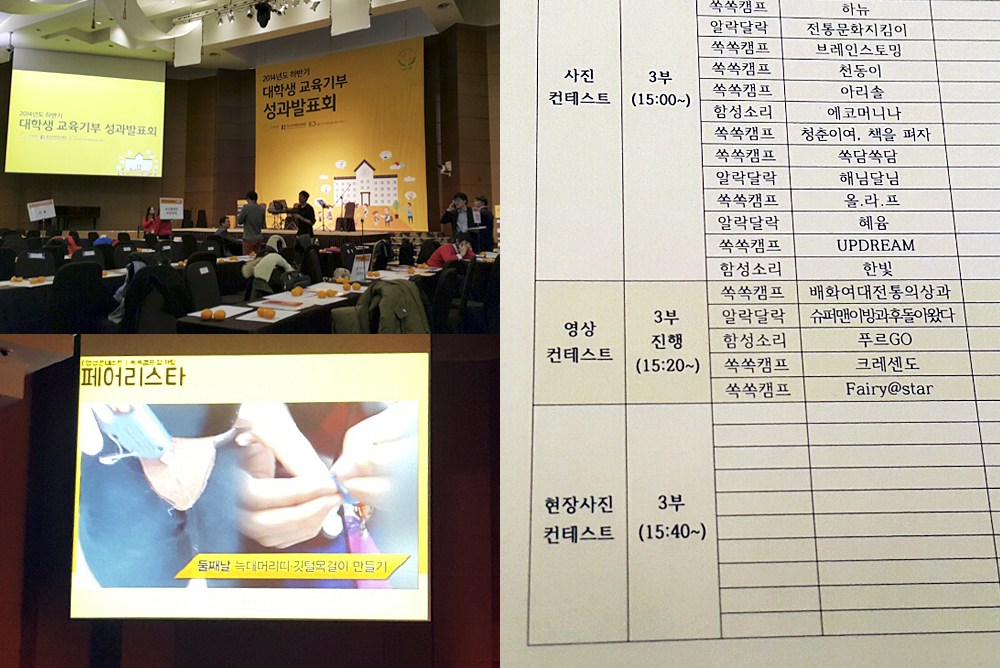 2014년도 하반기
대학생 교육기부 성과발표회
2014년도 하반기
대학생 교육기부
성과발표회
페어리스타
둘째날 늑대머리띠·깃털목걸이 만들기
사진
컨테스트
3부
(15:00~)
쏙쏙캠프 하뉴
알락달락 전통문화지킴이
쏙쏙캠프 브레인스토밍
쏙쏙캠프 천동이
쏙쏙캠프 아리솔
함성소리 에코머니나
쏙쏙캠프 청춘이여, 책을 펴자
쏙쏙캠프 쏙담쏙담
알락달락 해님달님
쏙쏙캠프 올.라.프
알락달락 혜윰
쏙쏙캠프 UPDREAM
함성소리 한빛
영상
컨테스트
3부
진행
(15:20~)
쏙쏙캠프 배화여대전통의상과
알락달락 슈퍼맨이방과후돌아왔다
함성소리 푸르GO
쏙쏙캠프 크레센도
쏙쏙캠프 Fairy@star
현장사진
컨테스트
3부
(15:40~)